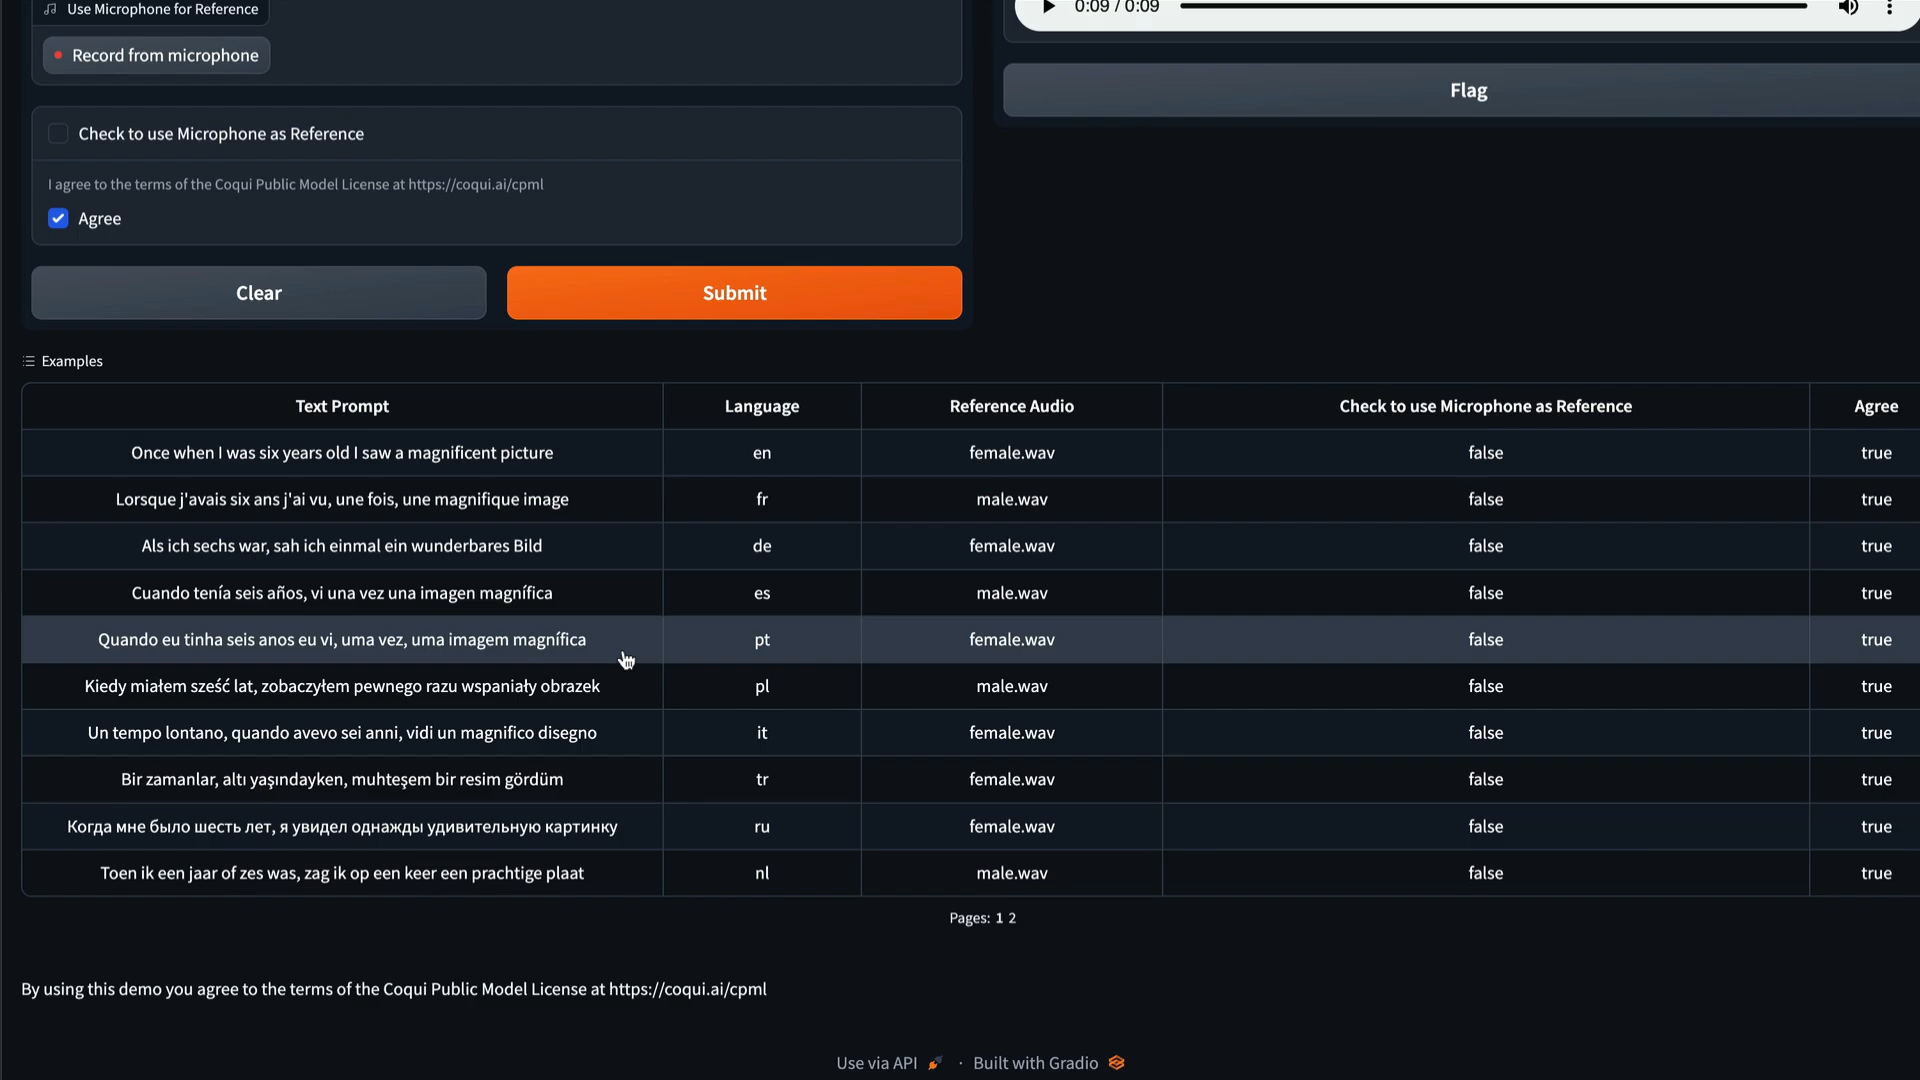 Use Microphone for Reference
Record from microphone
0:09 / 0:09
Flag
Check to use Microphone as Reference
I agree to the terms of the Coqui Public Model License at https://coqui.ai/cpml
Agree
Clear
Submit
Examples
Text Prompt Language Reference Audio Check to use Microphone as Reference Agree
Once when I was six years old I saw a magnificent picture en female.wav false true
Lorsque j'avais six ans j'ai vu, une fois, une magnifique image fr male.wav false true
Als ich sechs war, sah ich einmal ein wunderbares Bild de female.wav false true
Cuando tenía seis años, vi una vez una imagen magnífica es male.wav false true
Quando eu tinha seis anos eu vi, uma vez, uma imagem magnífica pt female.wav false true
Kiedy miałem sześć lat, zobaczyłem pewnego razu wspaniały obrazek pl male.wav false true
Un tempo lontano, quando avevo sei anni, vidi un magnifico disegno it female.wav false true
Bir zamanlar, altı yaşındayken, muhteşem bir resim gördüm tr female.wav false true
Когда мне было шесть лет, я увидел однажды удивительную картинку ru female.wav false true
Toen ik een jaar of zes was, zag ik op een keer een prachtige plaat nl male.wav false true
Pages: 1 2
By using this demo you agree to the terms of the Coqui Public Model License at https://coqui.ai/cpml
Use via API · Built with Gradio